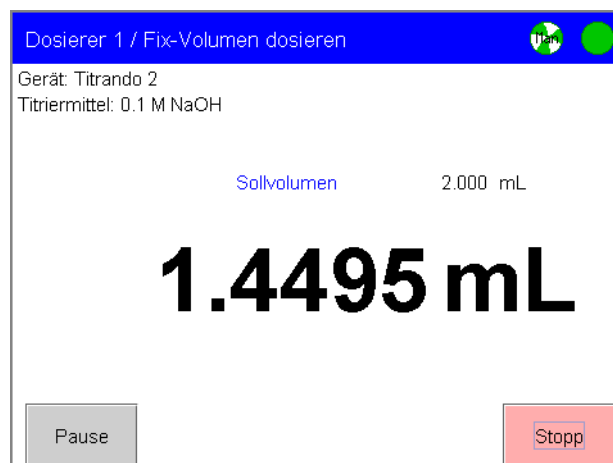 Dosierer 1 / Fix-Volumen dosieren Man.
Gerät: Titrando 2
Titriermittel: 0.1 M NaOH
Sollvolumen 2.000 mL
1.4495 mL
Pause Stopp